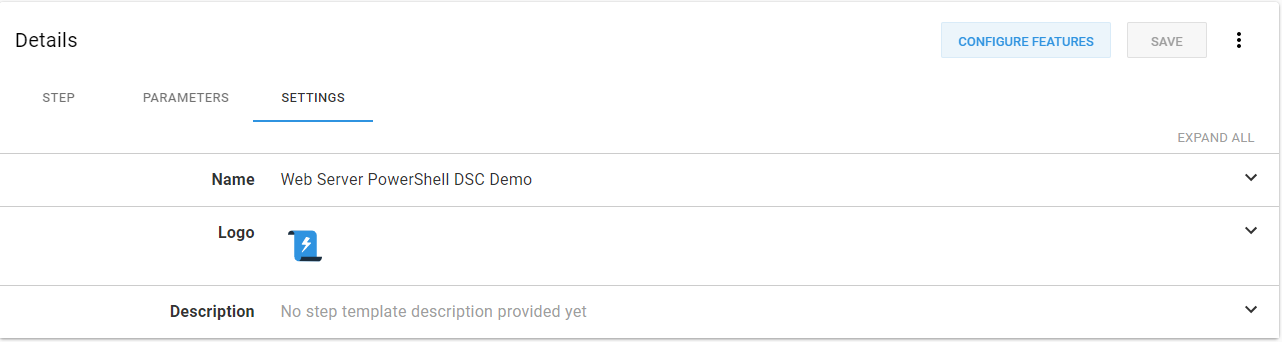 Details
CONFIGURE FEATURES
SAVE
STEP
PARAMETERS
SETTINGS
EXPAND ALL
Name
Web Server PowerShell DSC Demo
Logo
Description
No step template description provided yet